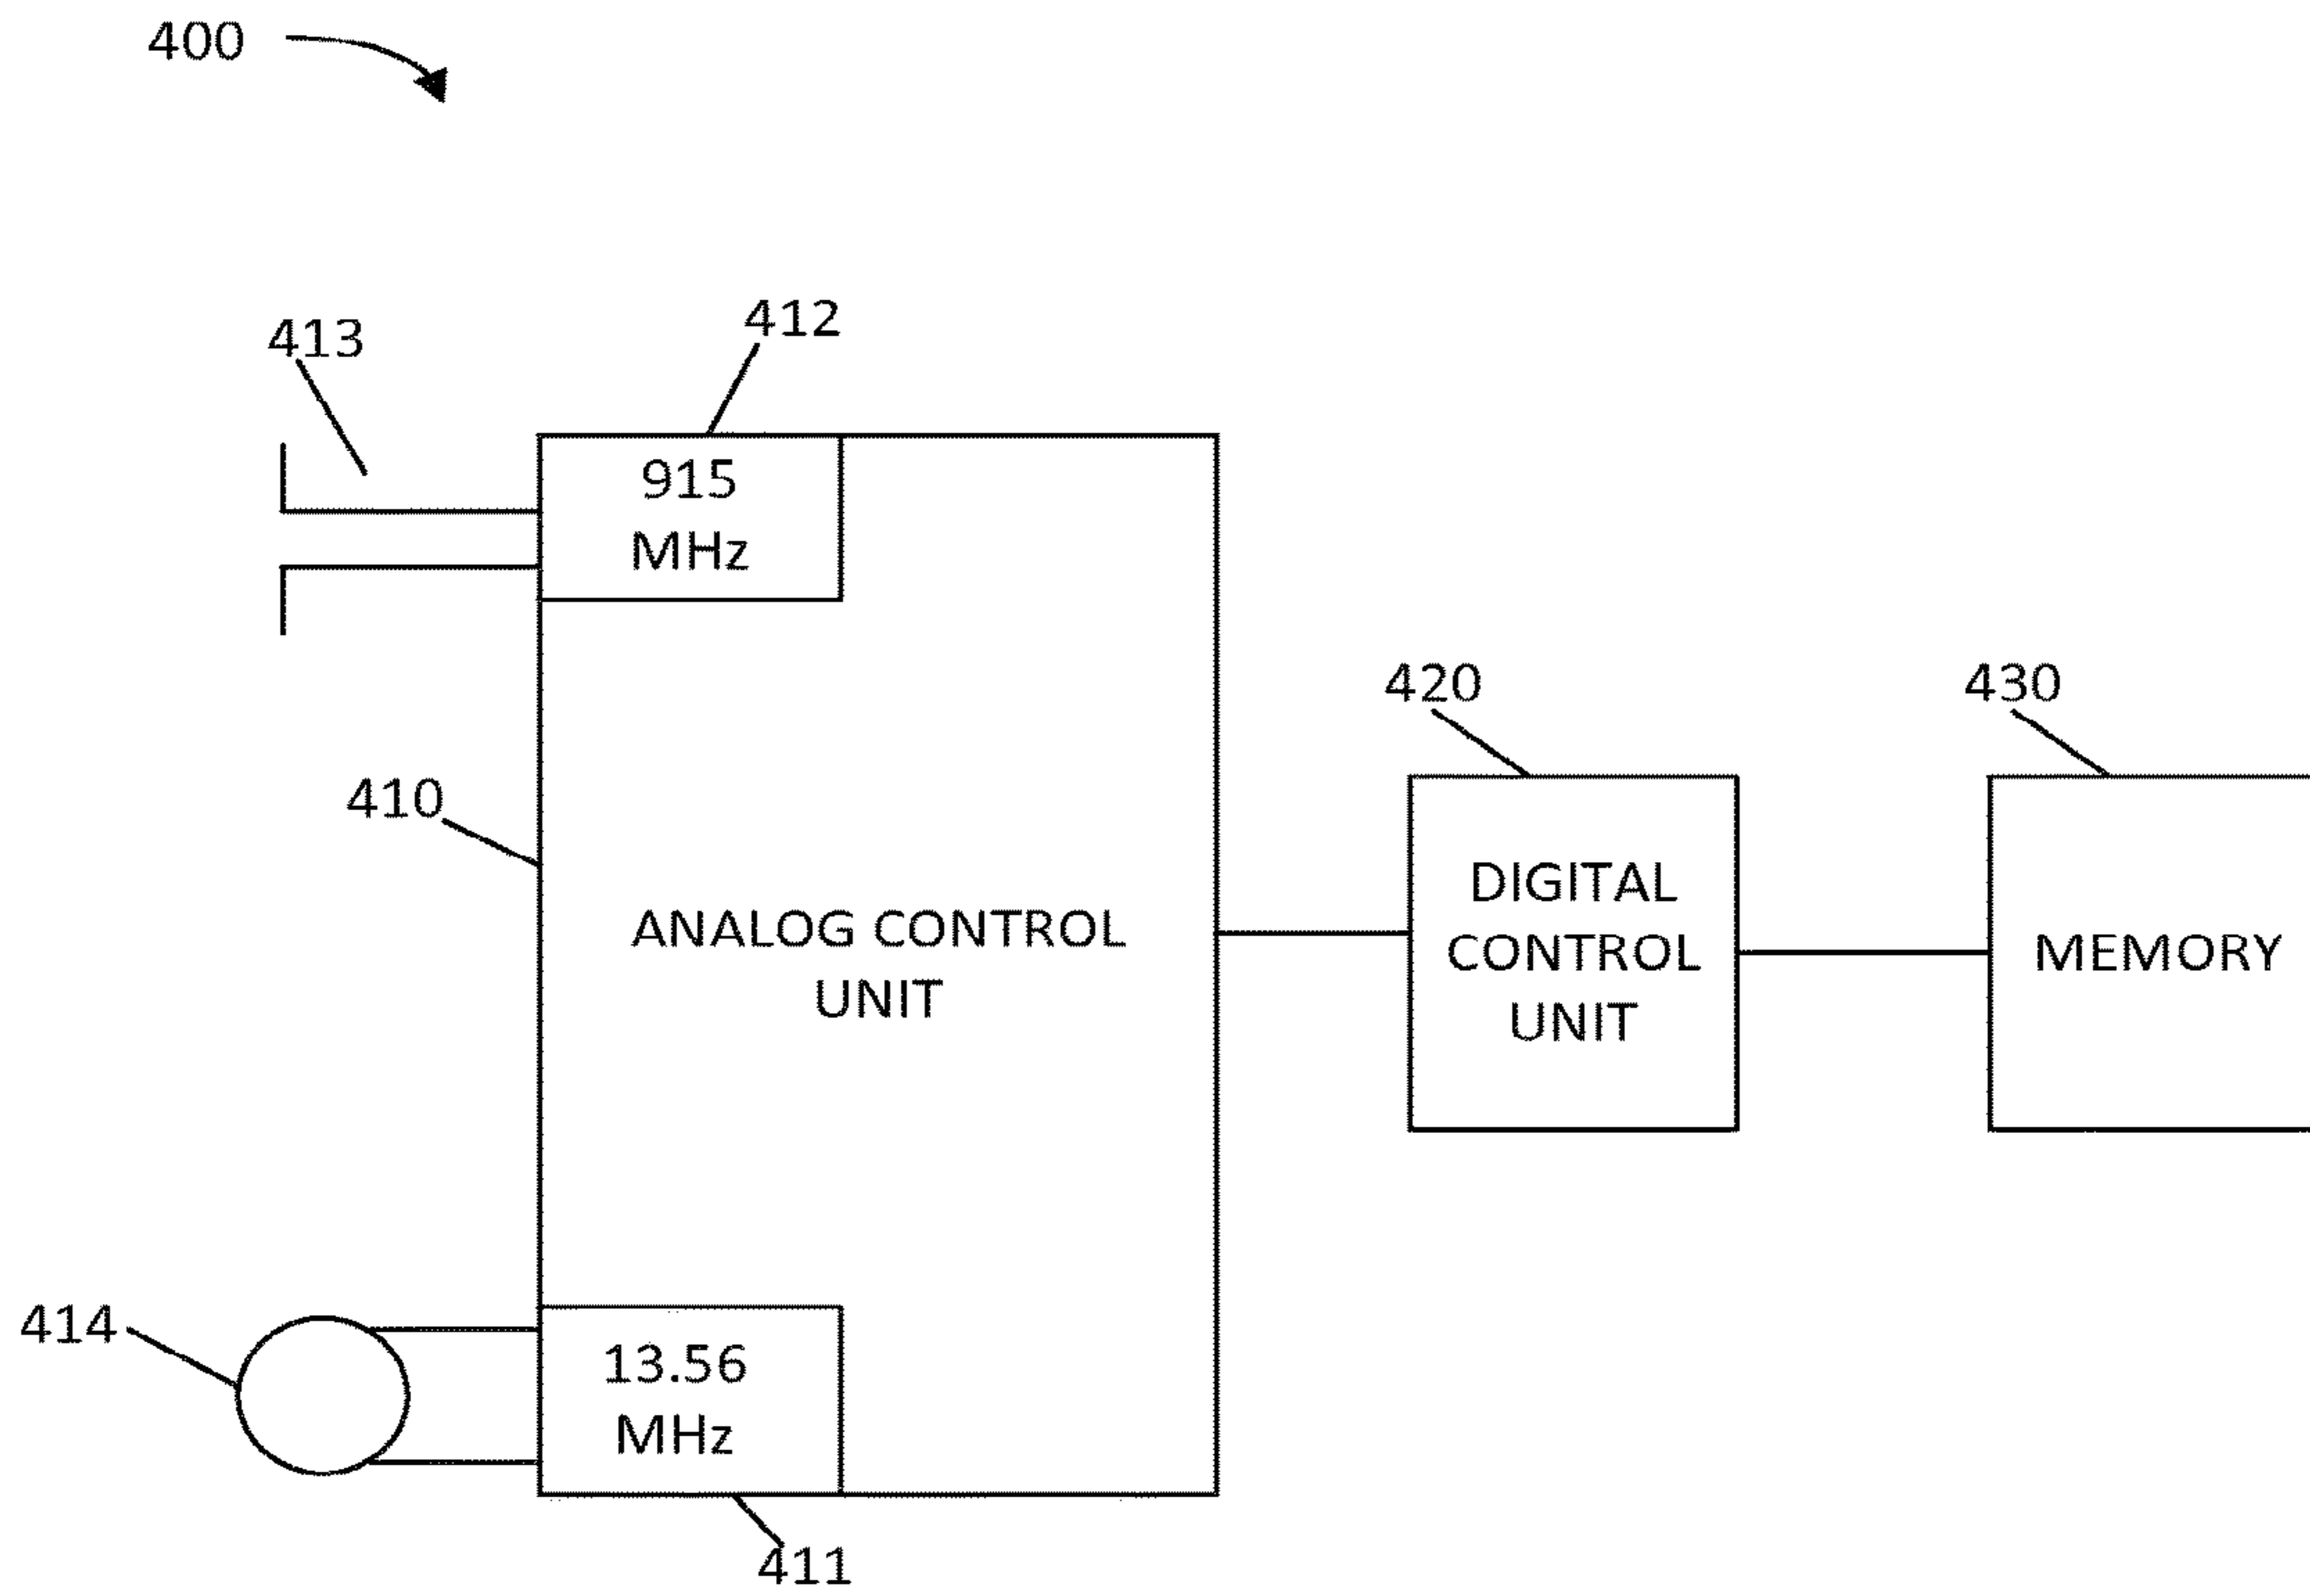 400
412
413
915
MHz
420
430
410
DIGITAL
CONTROL
UNIT
ANALOG CONTROL
UNIT
MEMORY
414
13.56
MHz
411